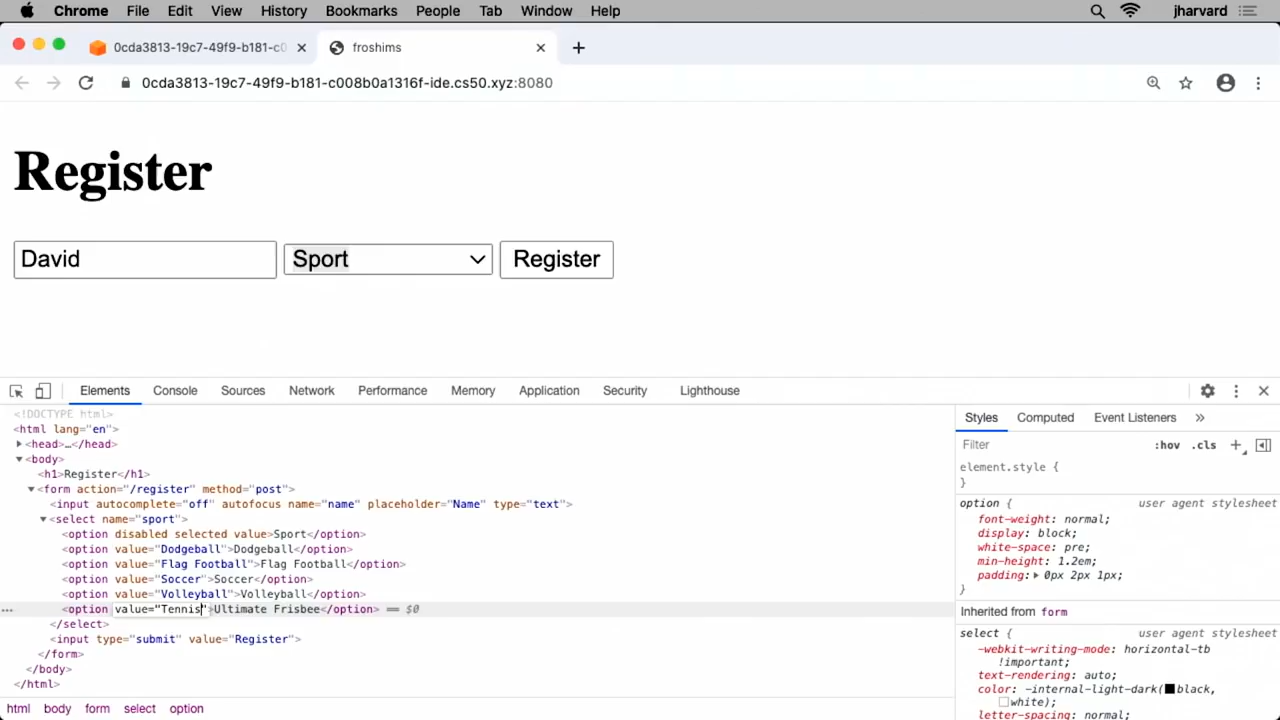 Chrome File Edit View History Bookmarks People Tab Window Help jharvard
0cda3813-19c7-49f9-b181-c0 froshims
0cda3813-19c7-49f9-b181-c008b0a1316f-ide.cs50.xyz:8080
Register
David Sport Register
Elements Console Sources Network Performance Memory Application Security Lighthouse
<!DOCTYPE html>
<html lang="en">
<head>…</head>
<body>
<h1>Register</h1>
<form action="/register" method="post">
<input autocomplete="off" autofocus name="name" placeholder="Name" type="text">
<select name="sport">
<option disabled selected value>Sport</option>
<option value="Dodgeball">Dodgeball</option>
<option value="Flag Football">Flag Football</option>
<option value="Soccer">Soccer</option>
<option value="Volleyball">Volleyball</option>
… <option value="Tennis">Ultimate Frisbee</option> == $0
</select>
<input type="submit" value="Register">
</form>
</body>
</html>
html body form select option
Styles Computed Event Listeners »
Filter :hov .cls +
element.style {
}
option { user agent stylesheet
font-weight: normal;
display: block;
white-space: pre;
min-height: 1.2em;
padding: 0px 2px 1px;
}
Inherited from form
select { user agent stylesheet
-webkit-writing-mode: horizontal-tb
!important;
text-rendering: auto;
color: -internal-light-dark(black,
white);
letter-spacing: normal;